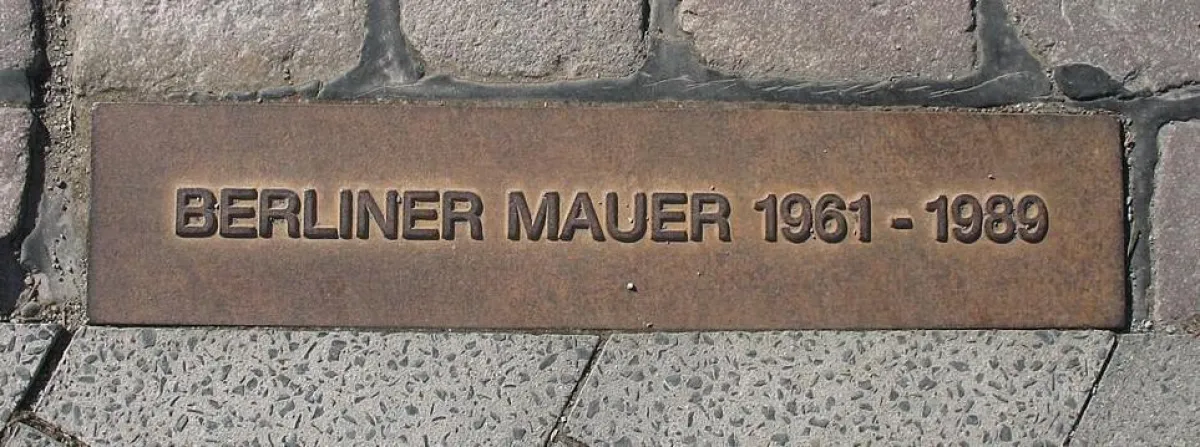 BERLINER MAUER 1961 - 1989